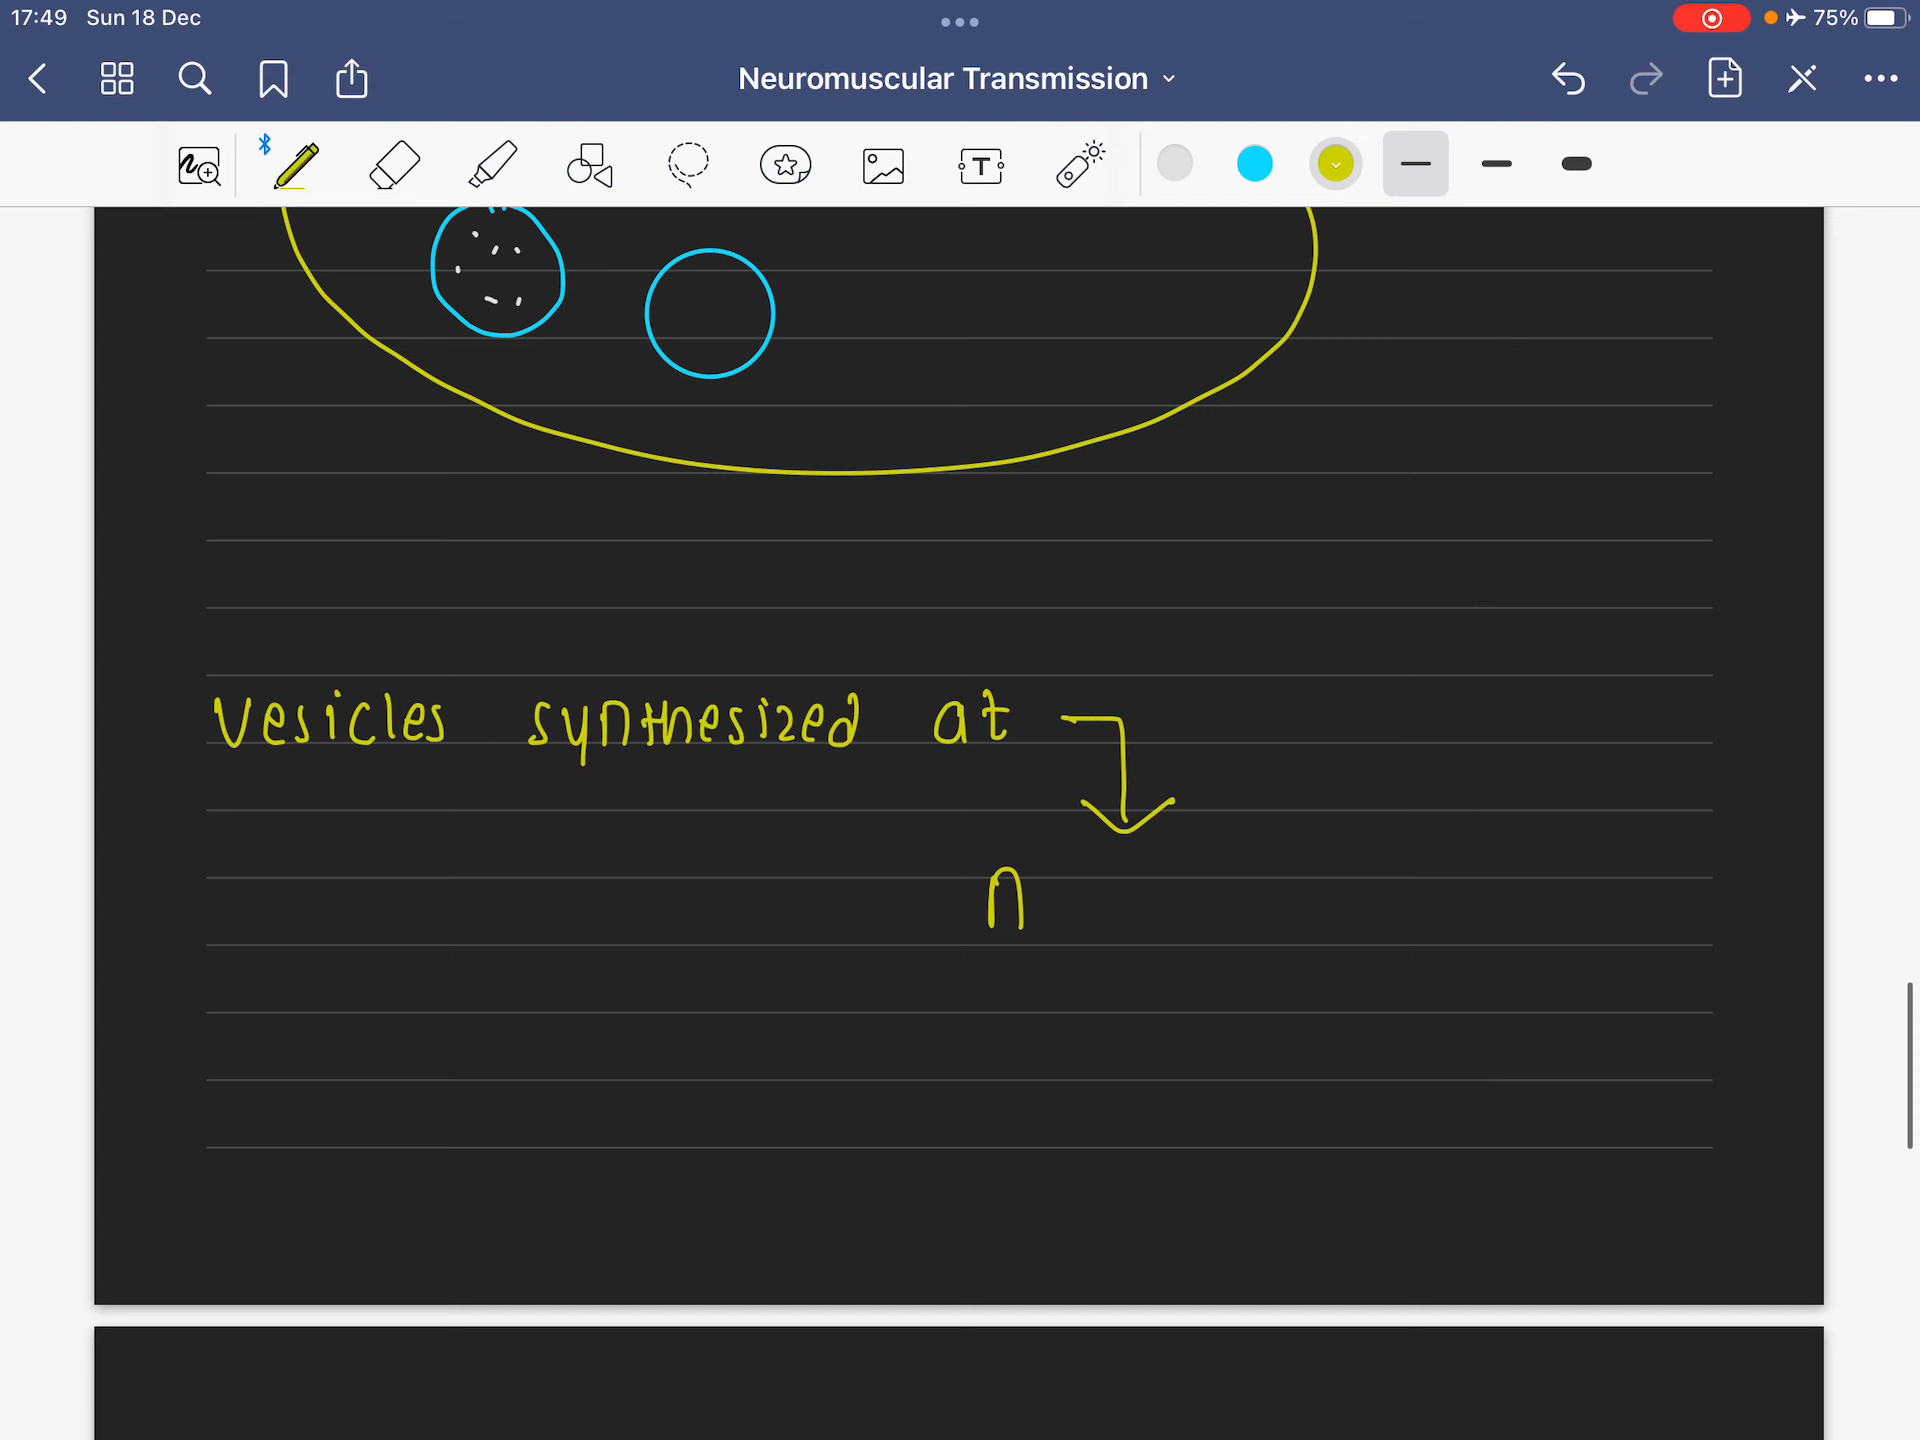 17:49 Sun 18 Dec 75%
Neuromuscular Transmission
T
Vesicles synthesized at
n